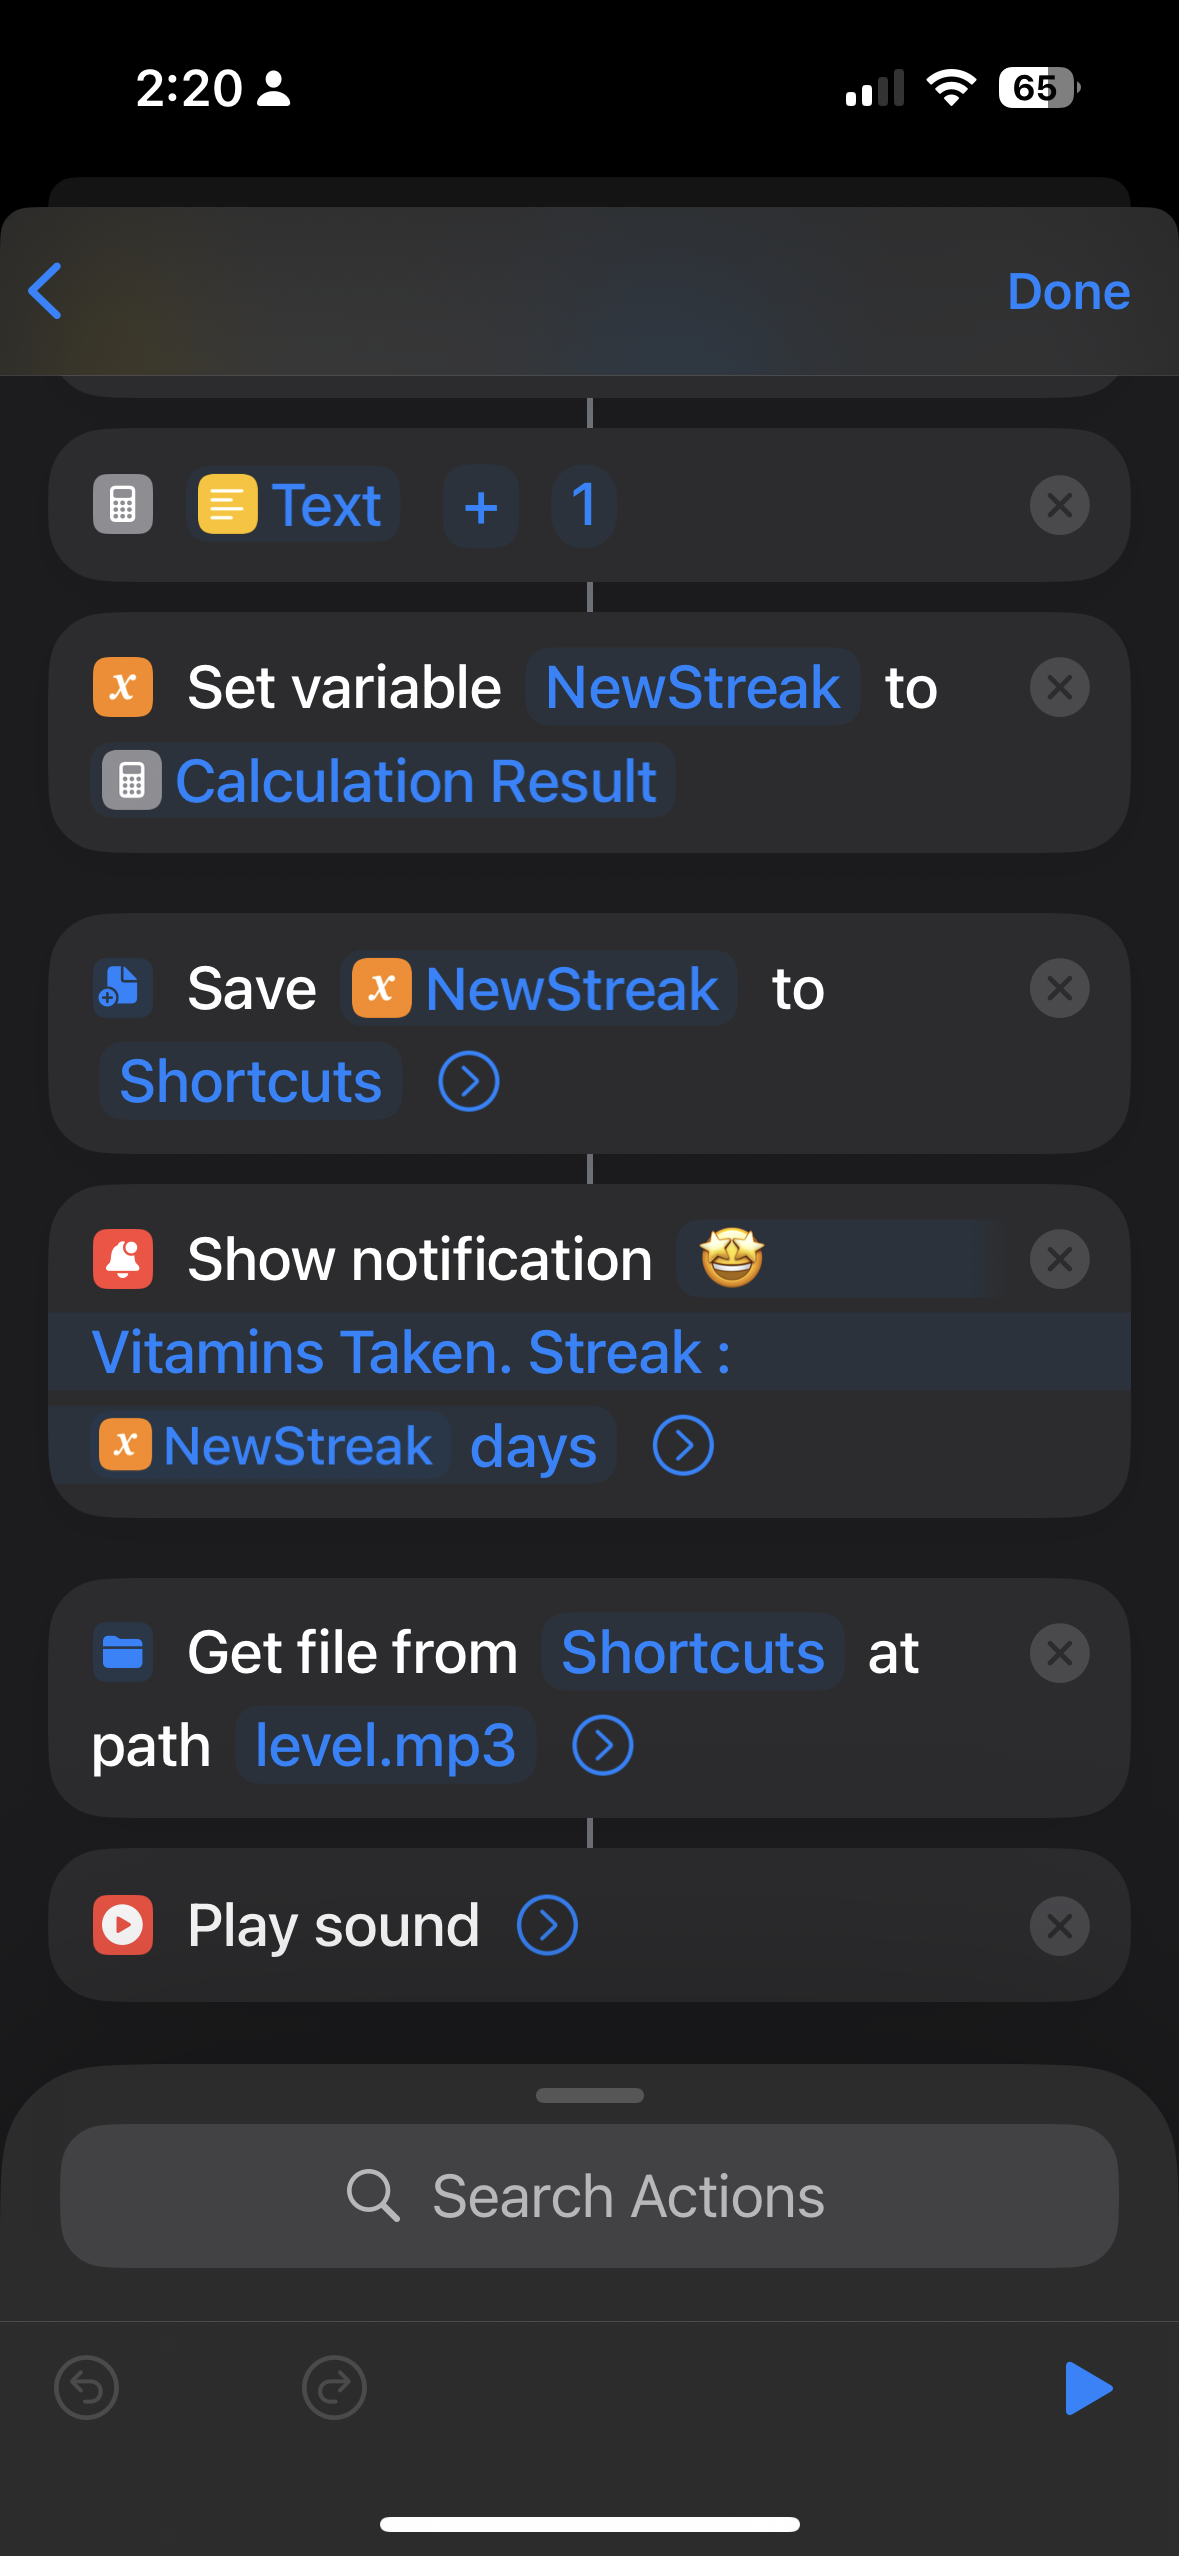 2:20
65
Done
Text + 1
Set variable NewStreak to
Calculation Result
Save NewStreak to
Shortcuts
Show notification 🤩
Vitamins Taken. Streak :
NewStreak days
Get file from Shortcuts at
path level.mp3
Play sound
Search Actions